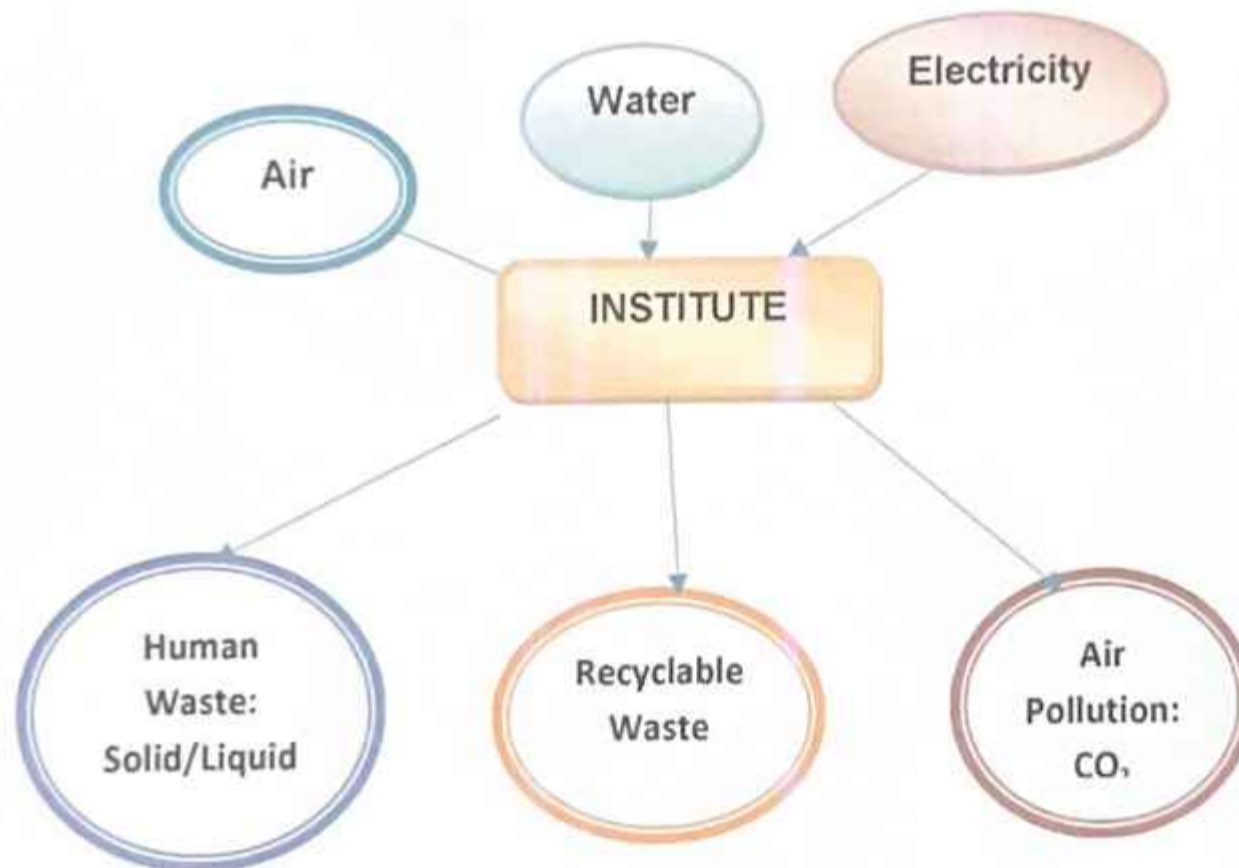 Electricity
Water
Air
INSTITUTE
Human
Waste:
Solid/Liquid
Recyclable
Waste
Air
Pollution:
CO₂